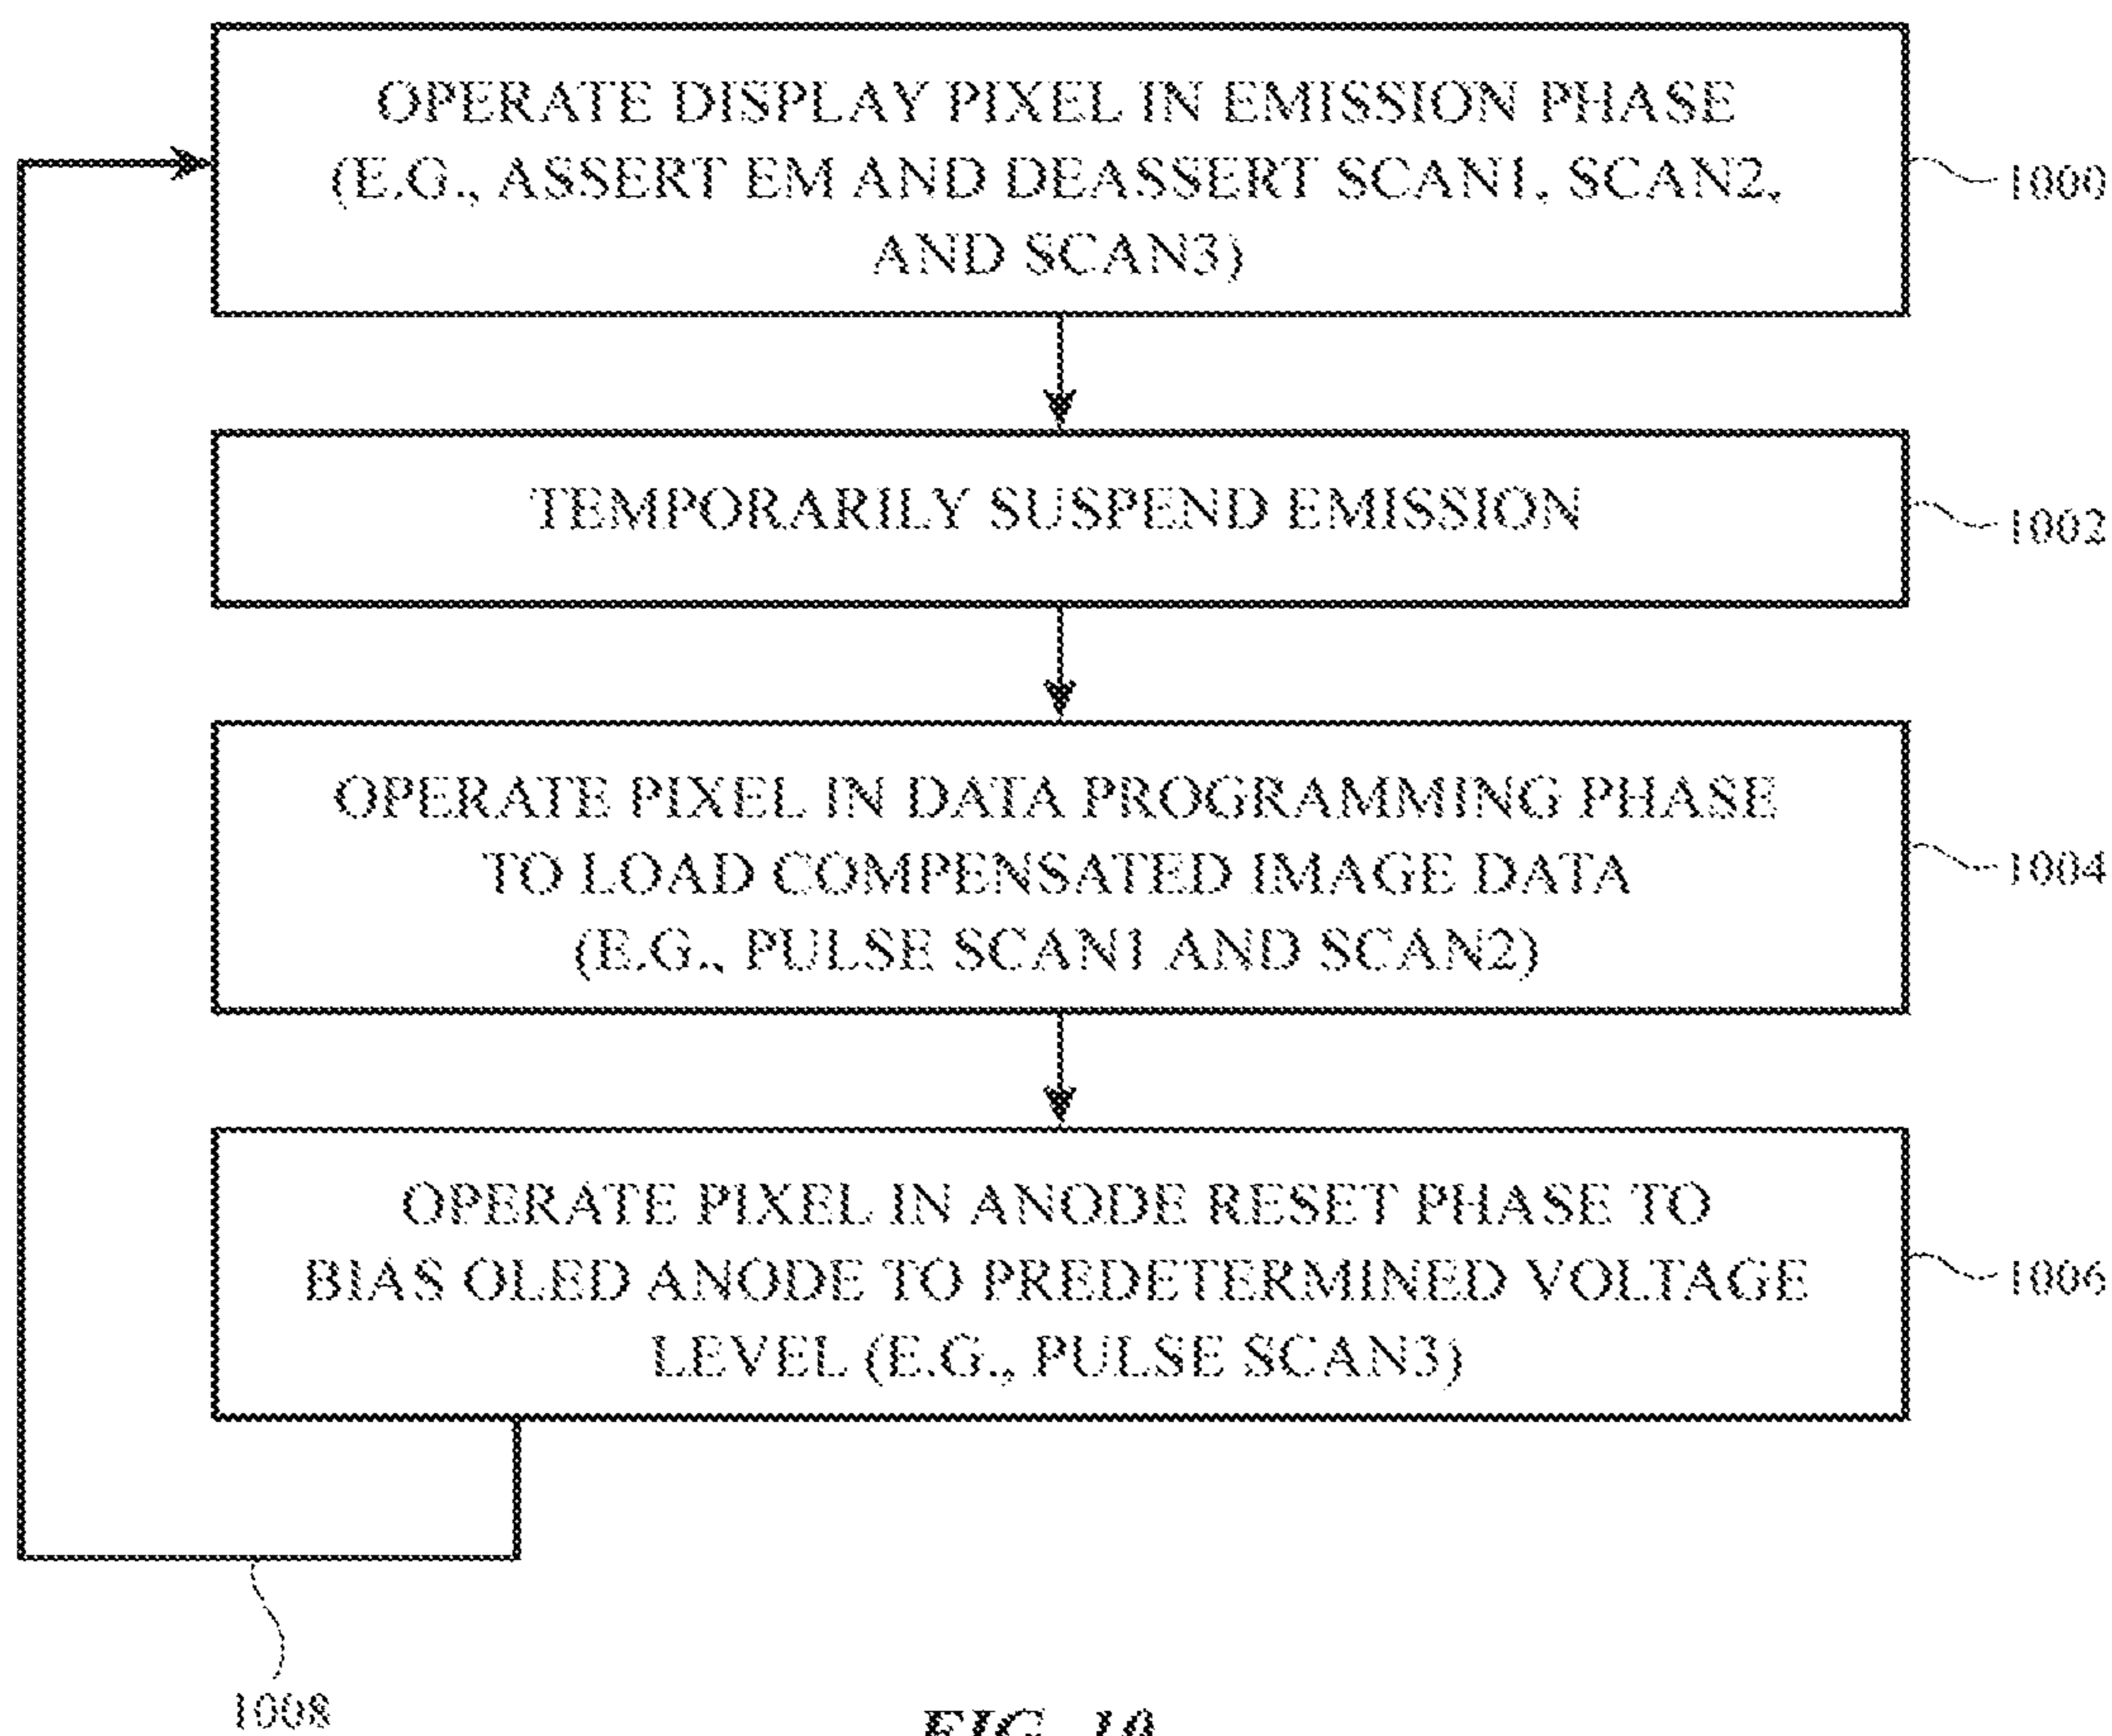 OPERATE DISPLAY PIXEL IN EMISSION PHASE
(E.G., ASSERT EM AND DEASSERT SCAN1, SCAN2,
AND SCAN3)
1000
TEMPORARILY SUSPEND EMISSION
1002
OPERATE PIXEL IN DATA PROGRAMMING PHASE
TO LOAD COMPENSATED IMAGE DATA
(E.G., PULSE SCAN1 AND SCAN2)
1004
OPERATE PIXEL IN ANODE RESET PHASE TO
BIAS OLED ANODE TO PREDETERMINED VOLTAGE
LEVEL (E.G., PULSE SCAN3)
1006
1008
FIG. 10